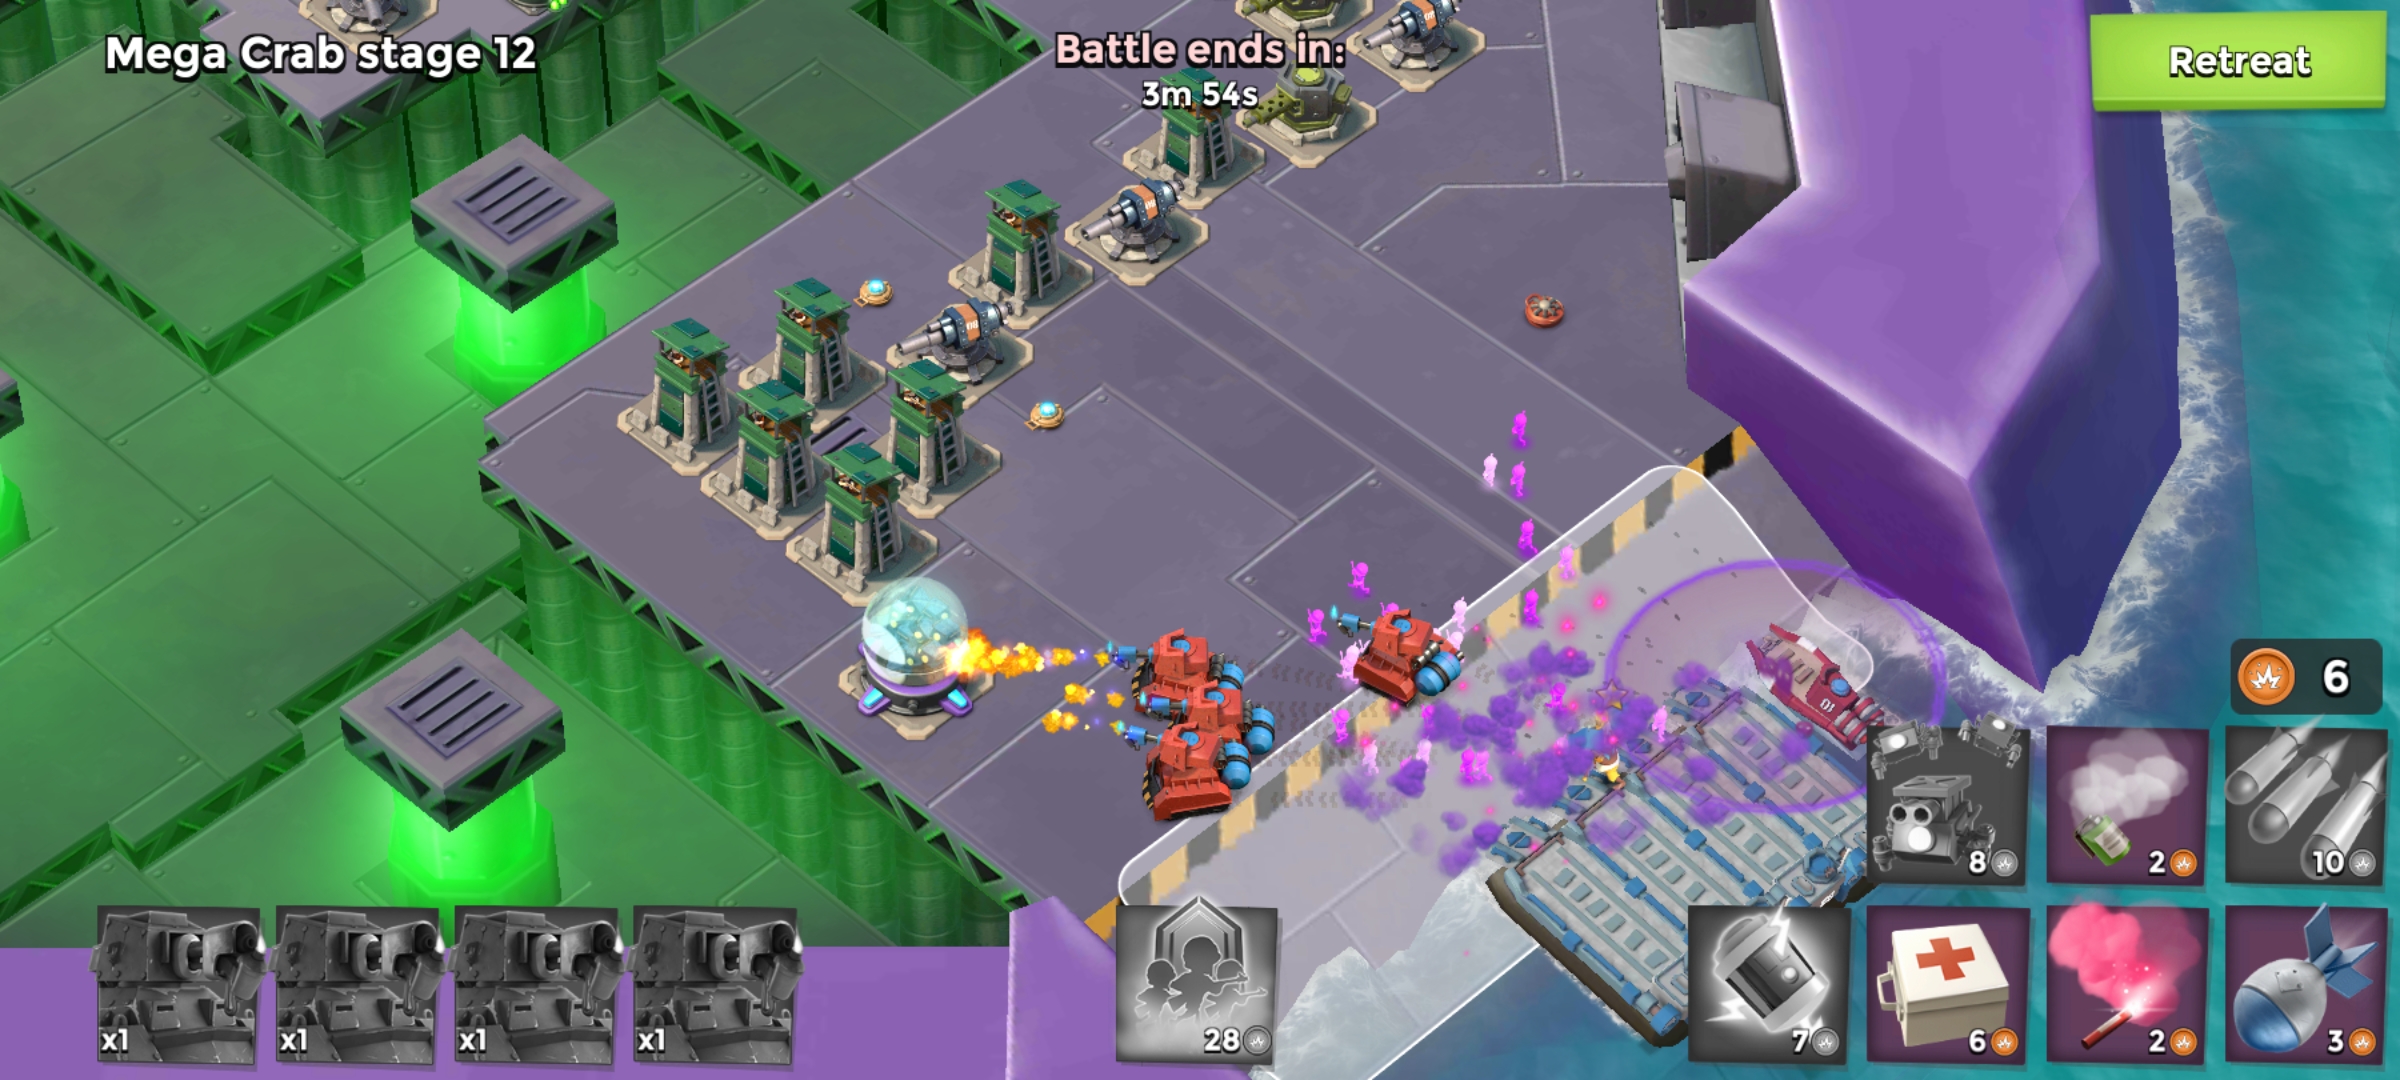 Mega Crab stage 12
Battle ends in:
3m 54s
Retreat
6
8
2
10
x1
x1
x1
x1
28
7
6
2
3